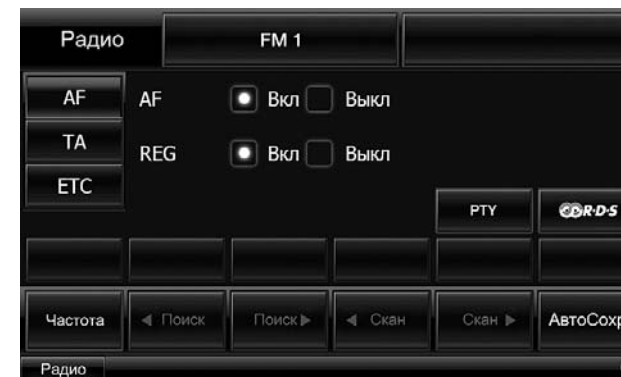 Радио FM 1
AF AF Вкл Выкл
TA
REG Вкл Выкл
ETC
PTY R·D·S
Частота ◀ Поиск Поиск ▶ ◀ Скан Скан ▶ АвтоСохр
Радио